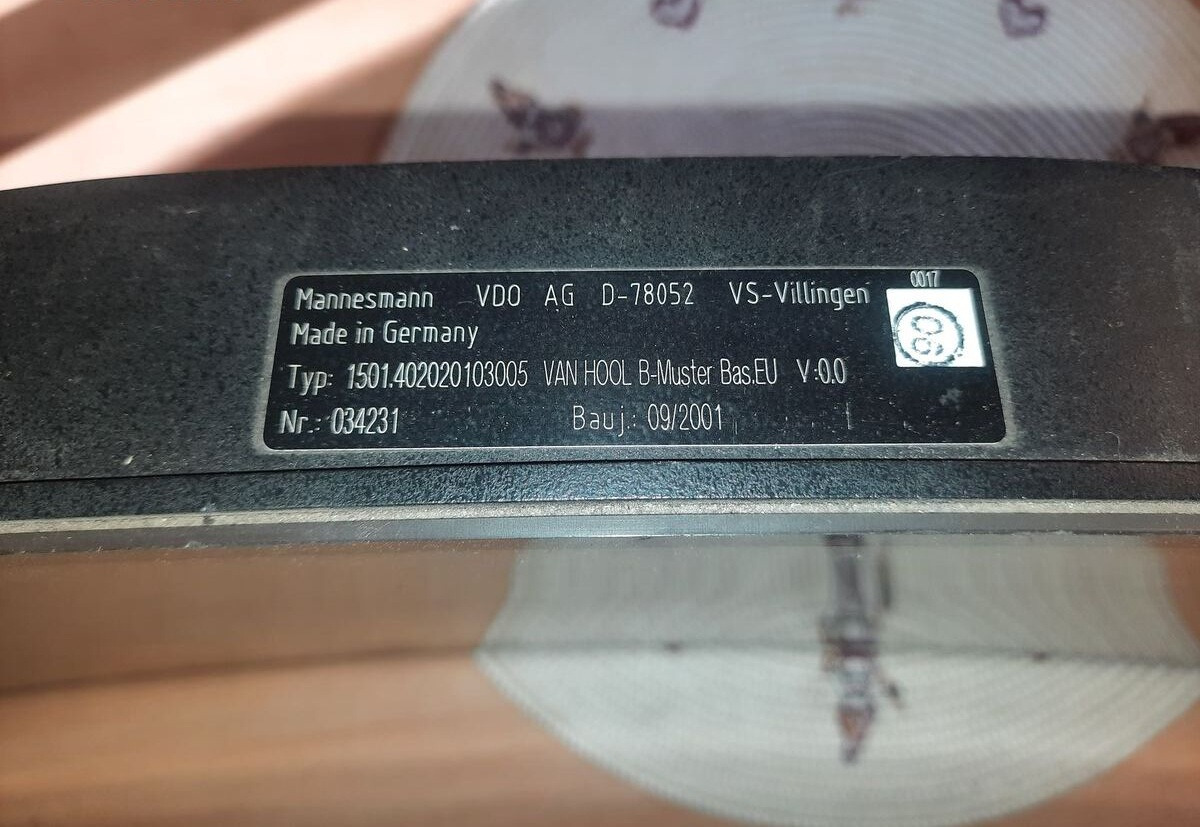 0017
Mannesmann VDO AG D-78052 VS-Villingen
Made in Germany
Typ: 1501.402020103005 VAN HOOL B-Muster Bas.EU V:0.0
Nr.: 034231 Bauj.: 09/2001